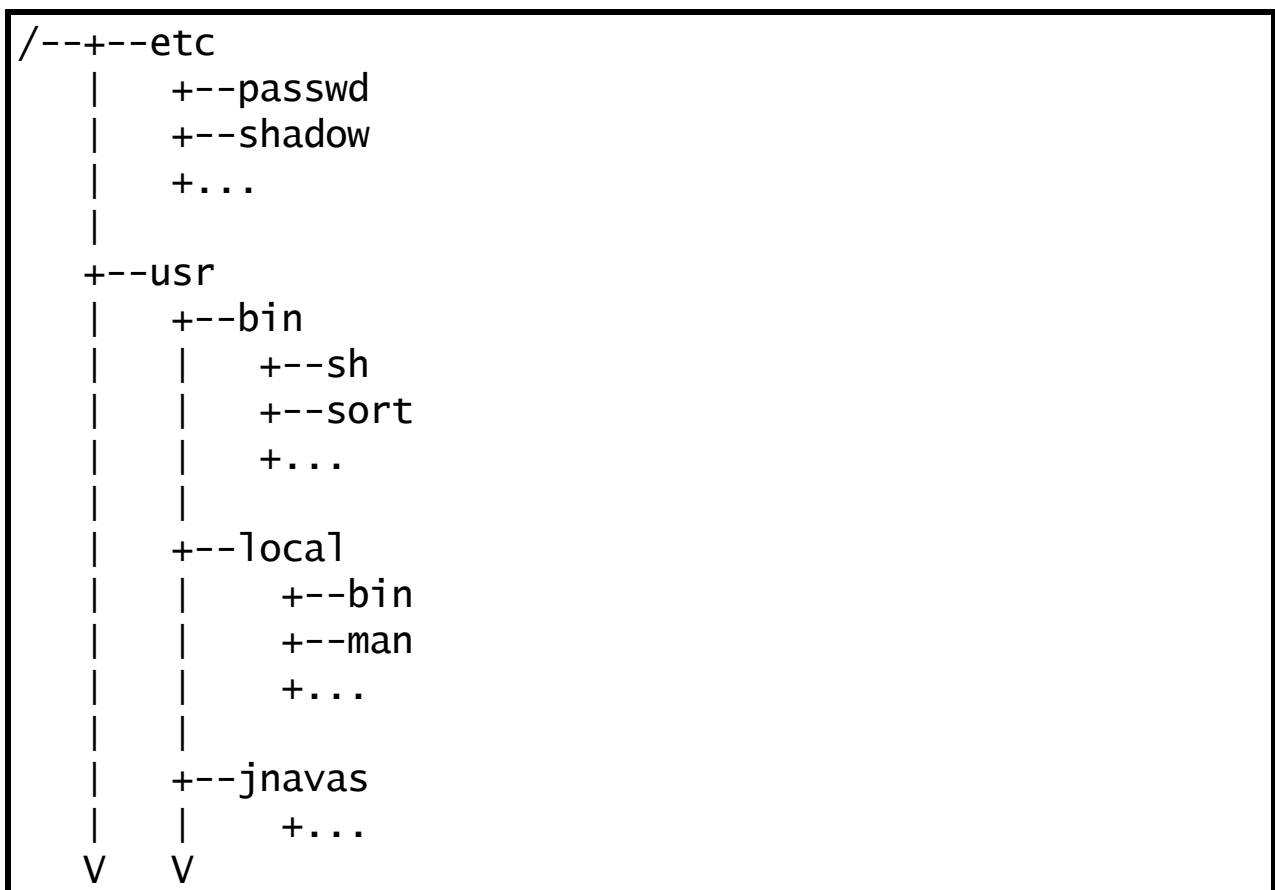 /--+--etc
   |   +--passwd
   |   +--shadow
   |   +...
   |
   +--usr
   |   +--bin
   |   |   +--sh
   |   |   +--sort
   |   |   +...
   |   |
   |   +--local
   |   |    +--bin
   |   |    +--man
   |   |    +...
   |   |
   |   +--jnavas
   |   |    +...
   V   V